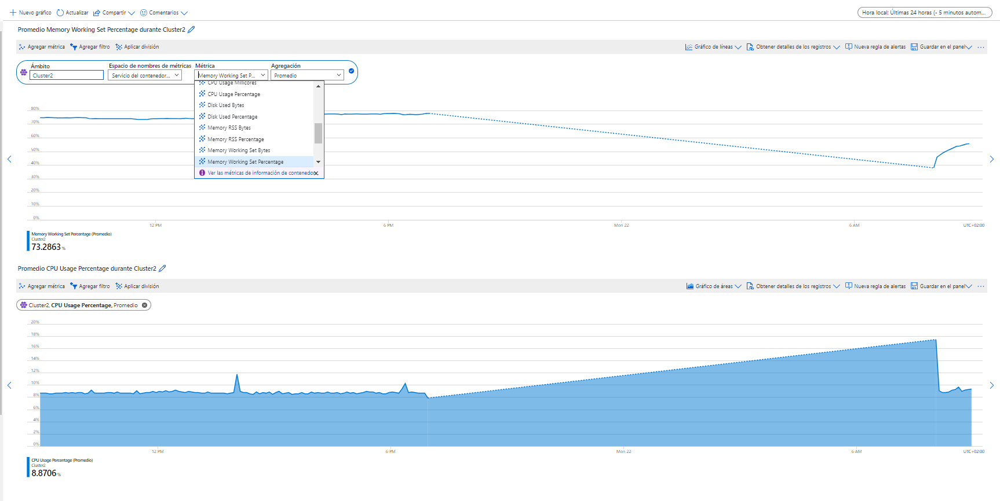 Nuevo gráfico Actualizar Compartir Comentarios Hora local: Últimas 24 horas (- 5 minutos autom...
Promedio Memory Working Set Percentage durante Cluster2
Agregar métrica Agregar filtro Aplicar división Gráfico de líneas Obtener detalles de los registros Nueva regla de alertas Guardar en el panel ...
Ámbito Espacio de nombres de métricas Métrica Agregación
Cluster2 Servicio del contenedor... Memory Working Set P... Promedio
CPU Usage Millicores
CPU Usage Percentage
Disk Used Bytes
Disk Used Percentage
Memory RSS Bytes
Memory RSS Percentage
Memory Working Set Bytes
Memory Working Set Percentage
Ver las métricas de información de contenedor
80%
70%
60%
50%
40%
30%
20%
10%
0%
12 PM 6 PM Mon 22 6 AM UTC+02:00
Memory Working Set Percentage (Promedio)
Cluster2
73.2863 %
Promedio CPU Usage Percentage durante Cluster2
Agregar métrica Agregar filtro Aplicar división Gráfico de áreas Obtener detalles de los registros Nueva regla de alertas Guardar en el panel ...
Cluster2, CPU Usage Percentage, Promedio
20%
18%
16%
14%
12%
10%
8%
6%
4%
2%
0%
12 PM 6 PM Mon 22 6 AM UTC+02:00
CPU Usage Percentage (Promedio)
Cluster2
8.8706 %